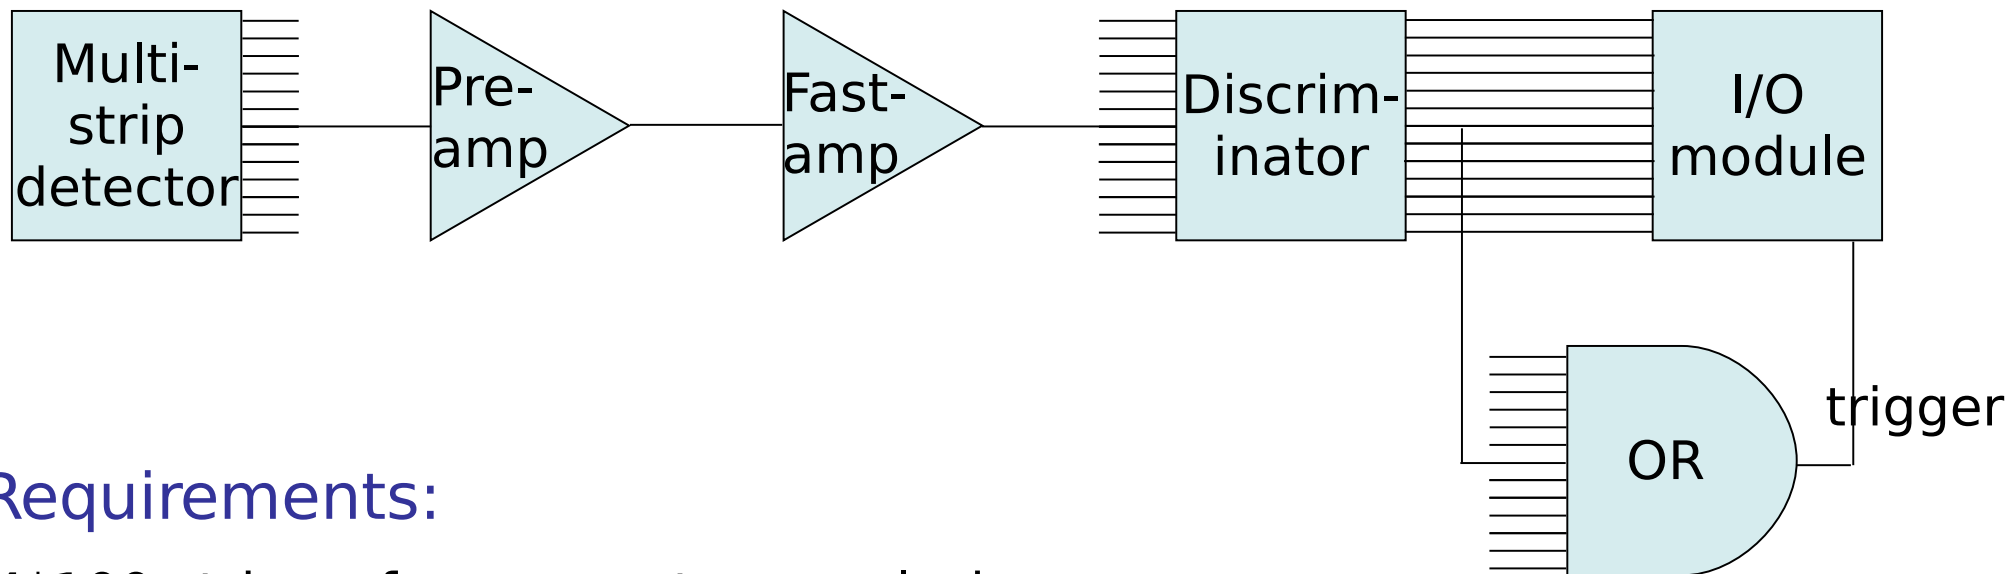 Multi-
strip
detector
Pre-
amp
Fast-
amp
Discrim-
inator
I/O
module
trigger
OR
Requirements: